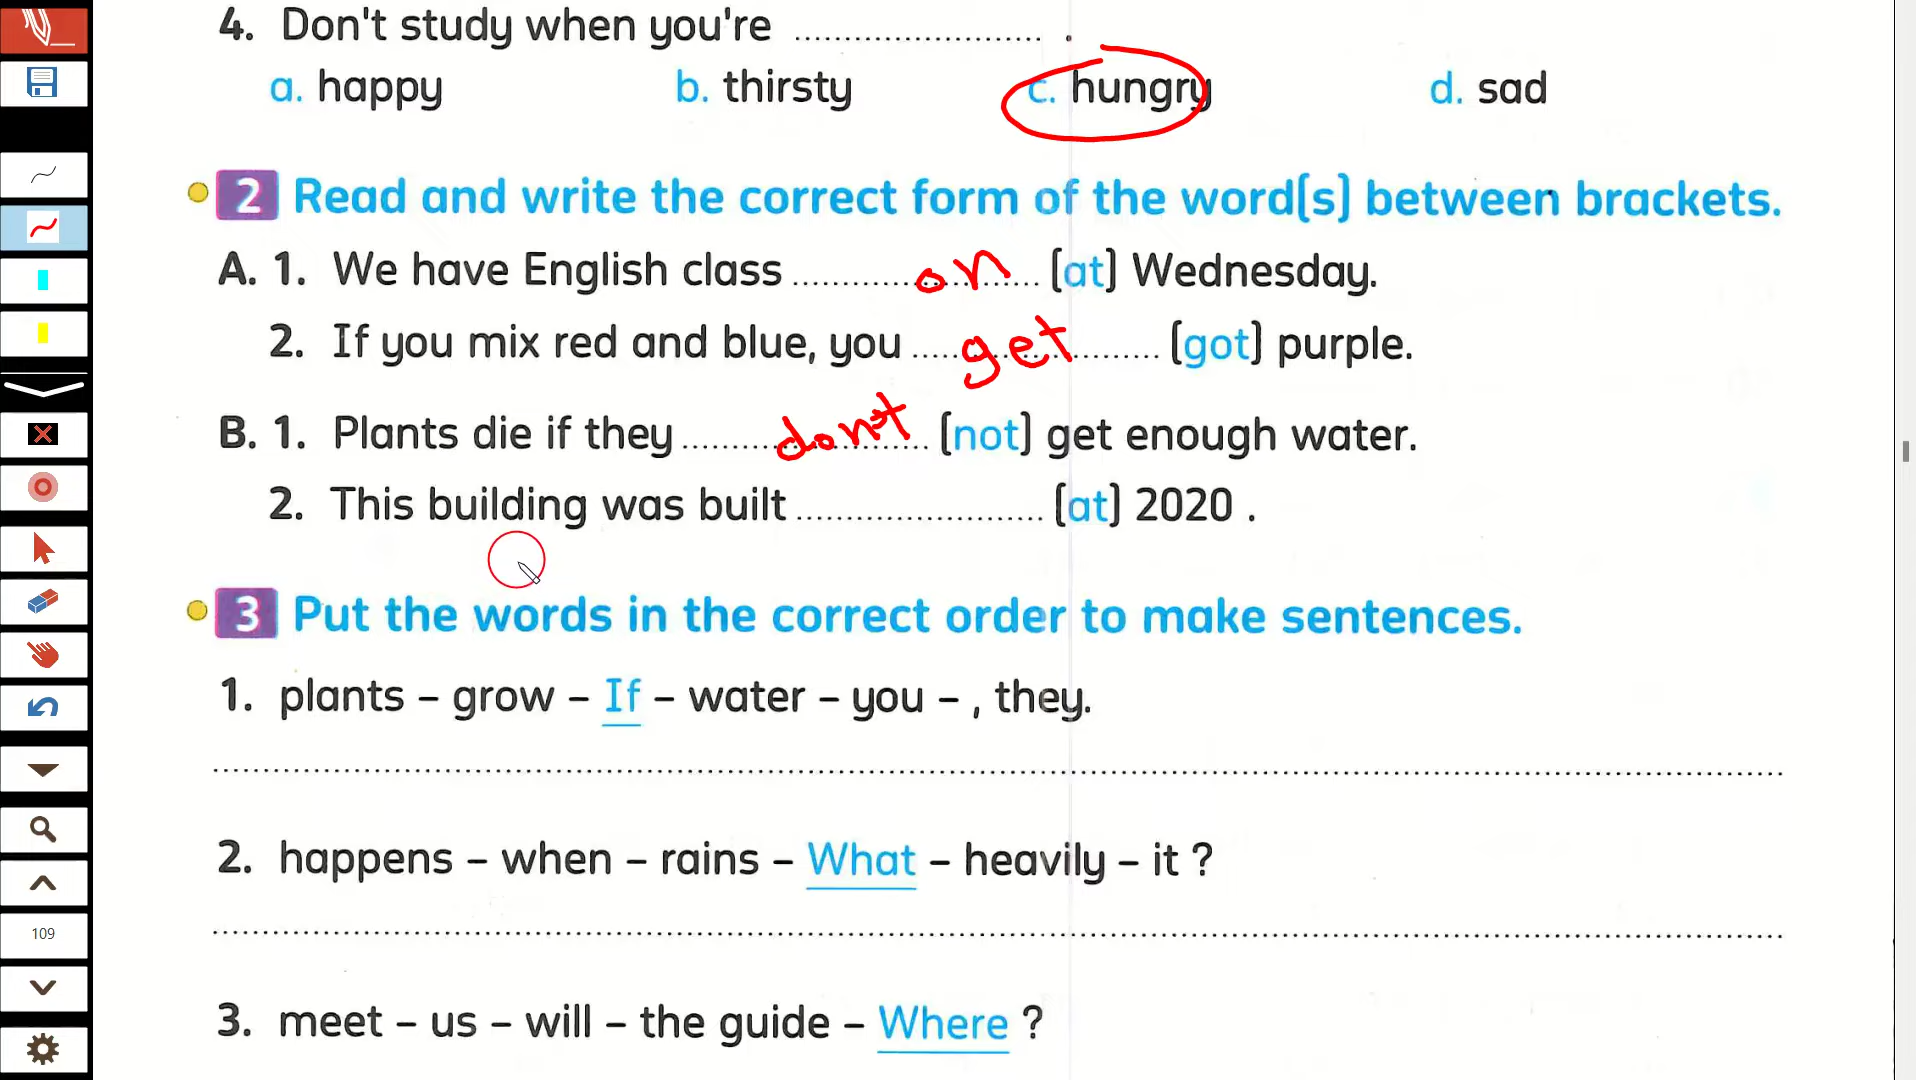 4. Don't study when you're ........................ .
a. happy b. thirsty c. hungry d. sad
2 Read and write the correct form of the word(s) between brackets.
A. 1. We have English class ............ on ............ (at) Wednesday.
2. If you mix red and blue, you ............ get ............ (got) purple.
B. 1. Plants die if they ............ don't ............ (not) get enough water.
2. This building was built ........................ (at) 2020 .
3 Put the words in the correct order to make sentences.
1. plants – grow – If – water – you – , they.
2. happens – when – rains – What – heavily – it ?
109
3. meet – us – will – the guide – Where ?